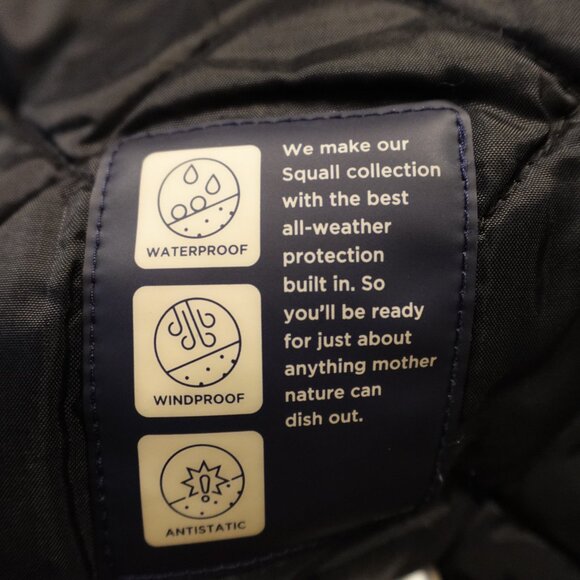 WATERPROOF
WINDPROOF
ANTISTATIC
We make our
Squall collection
with the best
all-weather
protection
built in. So
you'll be ready
for just about
anything mother
nature can
dish out.